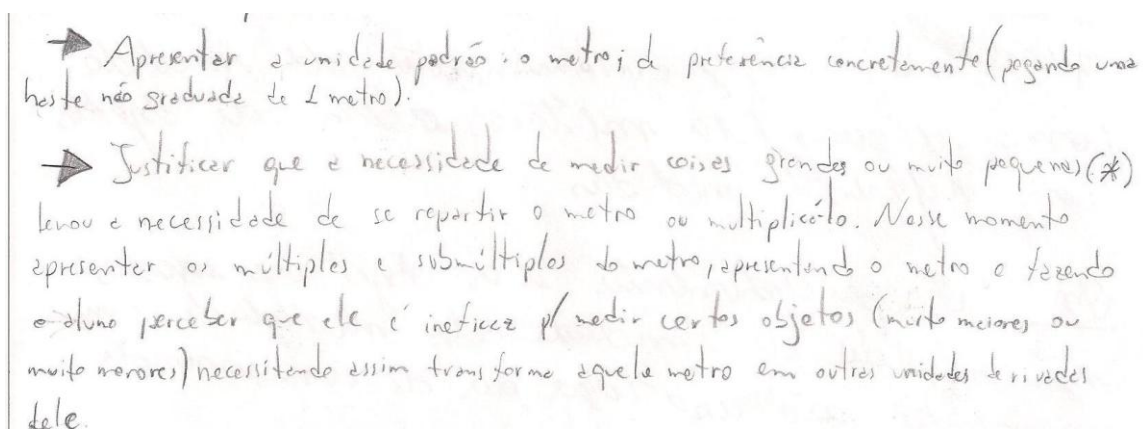 → Apresentar a unidade padrão: o metro; de preferência concretamente (pegando uma
haste não graduada de 1 metro).
→ Justificar que a necessidade de medir coisas grandes ou muito pequenas (*)
levou a necessidade de se repartir o metro ou multiplicá-lo. Nesse momento
apresentar os múltiplos e submúltiplos do metro, apresentando o metro e fazendo
o aluno perceber que ele é ineficaz p/ medir certos objetos (muito maiores ou
muito menores) necessitando assim transforma aquele metro em outras unidades derivadas
dele.